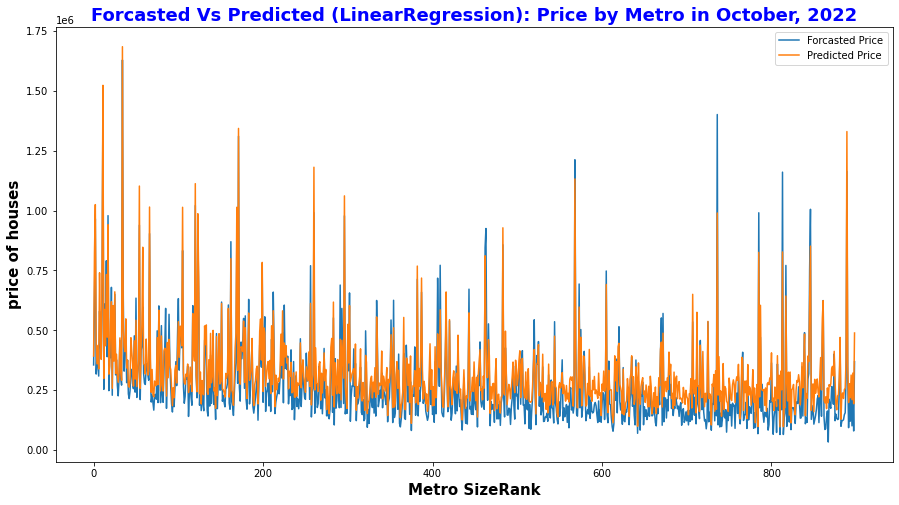 Forcasted Vs Predicted (LinearRegression): Price by Metro in October, 2022
1e6
Forcasted Price
Predicted Price
1.75
1.50
1.25
1.00
0.75
0.50
0.25
0.00
price of houses
0 200 400 600 800
Metro SizeRank